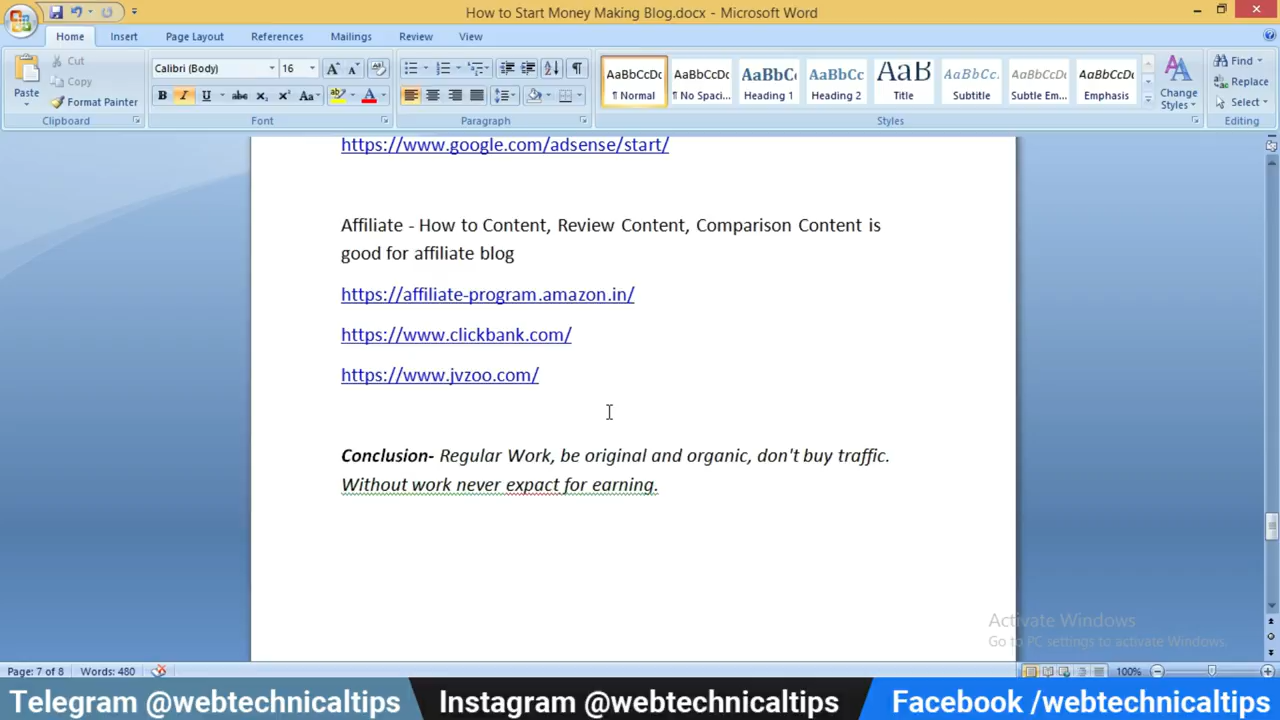 How to Start Money Making Blog.docx - Microsoft Word
Home Insert Page Layout References Mailings Review View
Paste
Cut
Copy
Format Painter
Clipboard
Calibri (Body) 16
Font
Paragraph
AaBbCcDc AaBbCcDc AaBbC AaBbCc AaB AaBbCc. AaBbCcDc AaBbCcDc
¶ Normal ¶ No Spaci... Heading 1 Heading 2 Title Subtitle Subtle Em... Emphasis
Change Styles
Styles
Find
Replace
Select
Editing
https://www.google.com/adsense/start/
Affiliate - How to Content, Review Content, Comparison Content is
good for affiliate blog
https://affiliate-program.amazon.in/
https://www.clickbank.com/
https://www.jvzoo.com/
Conclusion- Regular Work, be original and organic, don't buy traffic.
Without work never expact for earning.
Activate Windows
Go to PC settings to activate Windows.
Page: 7 of 8 Words: 480 100%
Telegram @webtechnicaltips Instagram @webtechnicaltips Facebook /webtechnicaltips